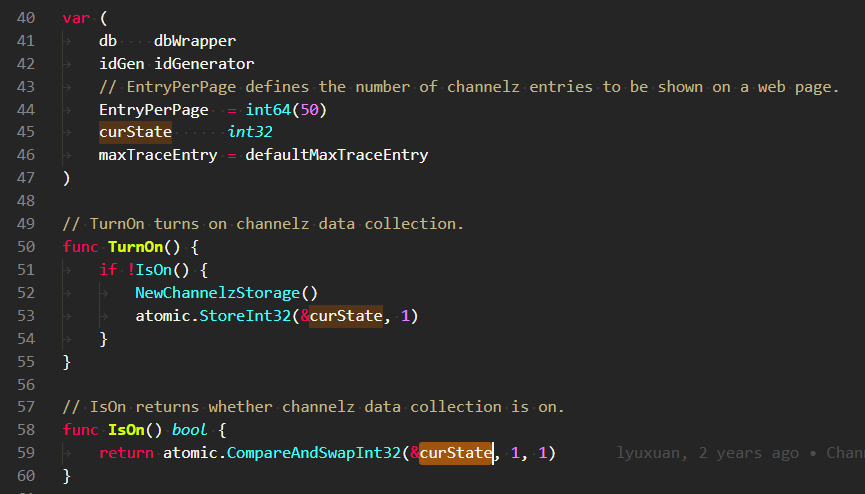 40 var (
41 db dbWrapper
42 idGen idGenerator
43 // EntryPerPage defines the number of channelz entries to be shown on a web page.
44 EntryPerPage = int64(50)
45 curState int32
46 maxTraceEntry = defaultMaxTraceEntry
47 )
48
49 // TurnOn turns on channelz data collection.
50 func TurnOn() {
51 if !IsOn() {
52 NewChannelzStorage()
53 atomic.StoreInt32(&curState, 1)
54 }
55 }
56
57 // IsOn returns whether channelz data collection is on.
58 func IsOn() bool {
59 return atomic.CompareAndSwapInt32(&curState, 1, 1) lyuxuan, 2 years ago • Chan
60 }